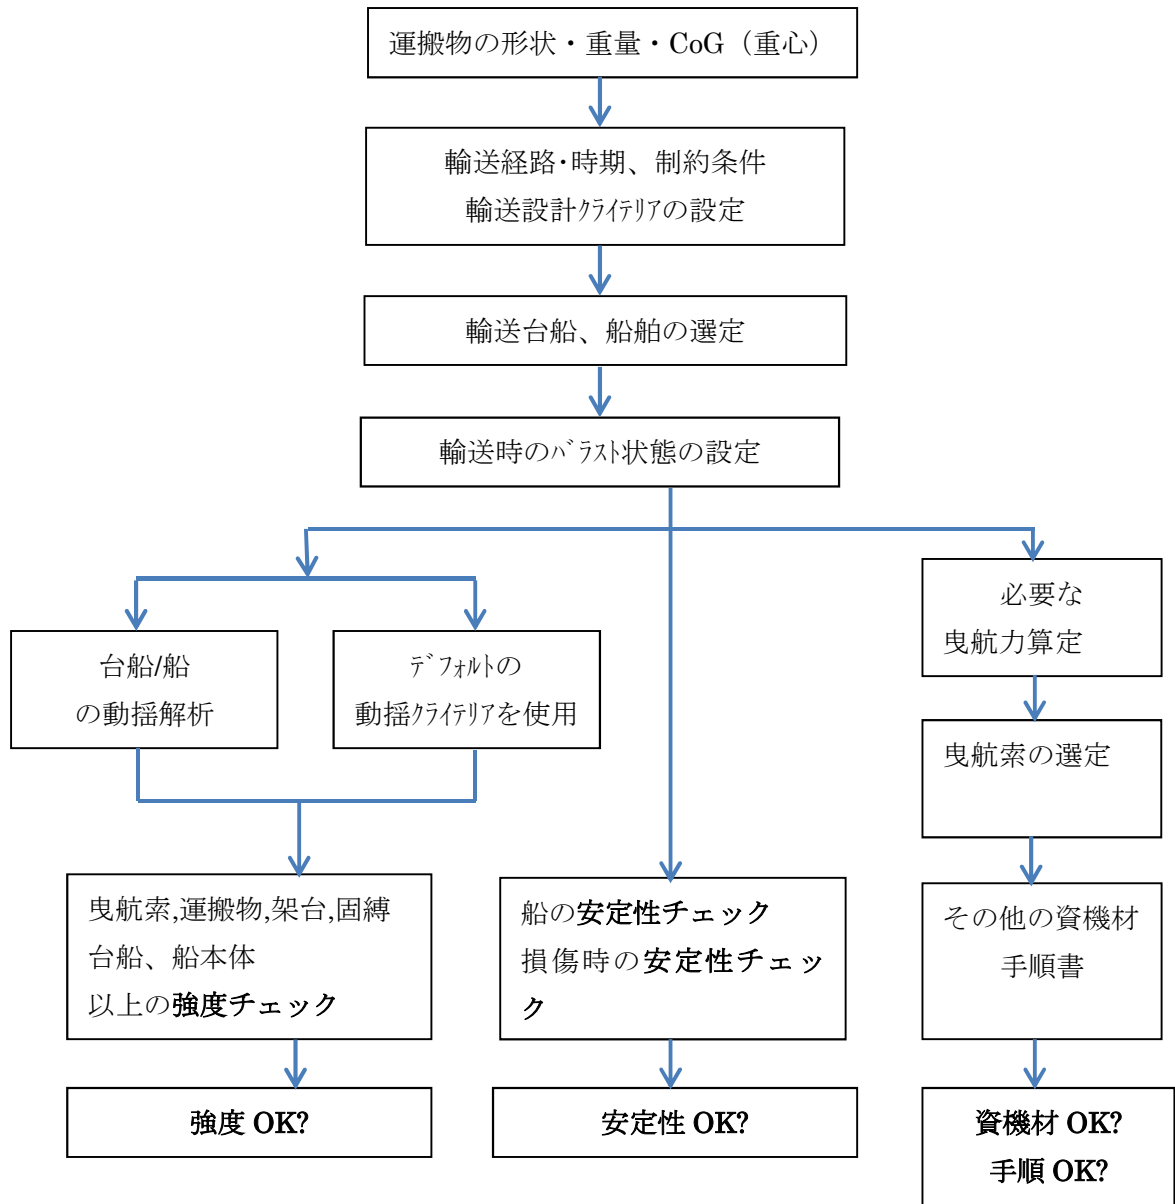 運搬物の形状・重量・CoG（重心）
輸送経路･時期、制約条件
輸送設計ｸﾗｲﾃﾘｱの設定
輸送台船、船舶の選定
輸送時のﾊﾞﾗｽﾄ状態の設定
台船/船
の動揺解析
ﾃﾞﾌｫﾙﾄの
動揺ｸﾗｲﾃﾘｱを使用
必要な
曳航力算定
曳航索の選定
曳航索,運搬物,架台,固縛
台船、船本体
以上の強度チェック
船の安定性チェック
損傷時の安定性チェッ
ク
その他の資機材
手順書
強度 OK?
安定性 OK?
資機材 OK?
手順 OK?